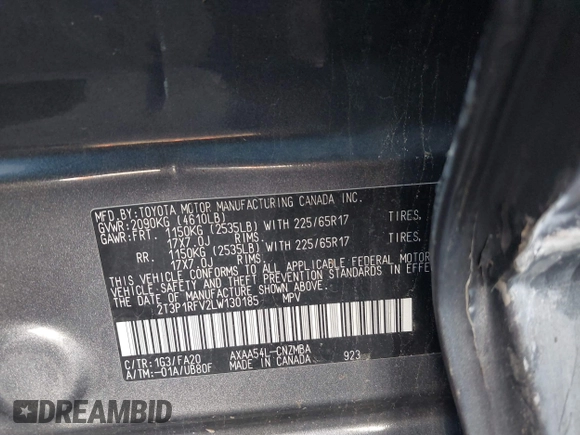 MFD.BY:TOYOTA MOTOR MANUFACTURING CANADA INC.
GVWR:2090KG (4610LB)
GAWR:FRT. 1150KG (2535LB) WITH 225/65R17 TIRES.
17X7.0J RIMS.
RR. 1150KG (2535LB) WITH 225/65R17 TIRES.
17X7.0J RIMS.
THIS VEHICLE CONFORMS TO ALL APPLICABLE FEDERAL MOTOR
VEHICLE SAFETY AND THEFT PREVENTION STANDARDS IN EFFE
THE DATE OF MANUFACTURE SHOWN ABOVE.
2T3P1RFV2LW130185 MPV
C/TR:1G3/FA20 AXAA54L-CNZMBA
A/TM:-01A/UB80F MADE IN CANADA 923
DREAMBID